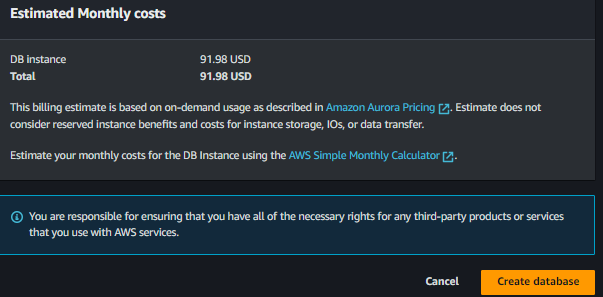 Estimated Monthly costs
DB instance 91.98 USD
Total 91.98 USD
This billing estimate is based on on-demand usage as described in Amazon Aurora Pricing. Estimate does not
consider reserved instance benefits and costs for instance storage, IOs, or data transfer.
Estimate your monthly costs for the DB Instance using the AWS Simple Monthly Calculator.
You are responsible for ensuring that you have all of the necessary rights for any third-party products or services
that you use with AWS services.
Cancel Create database